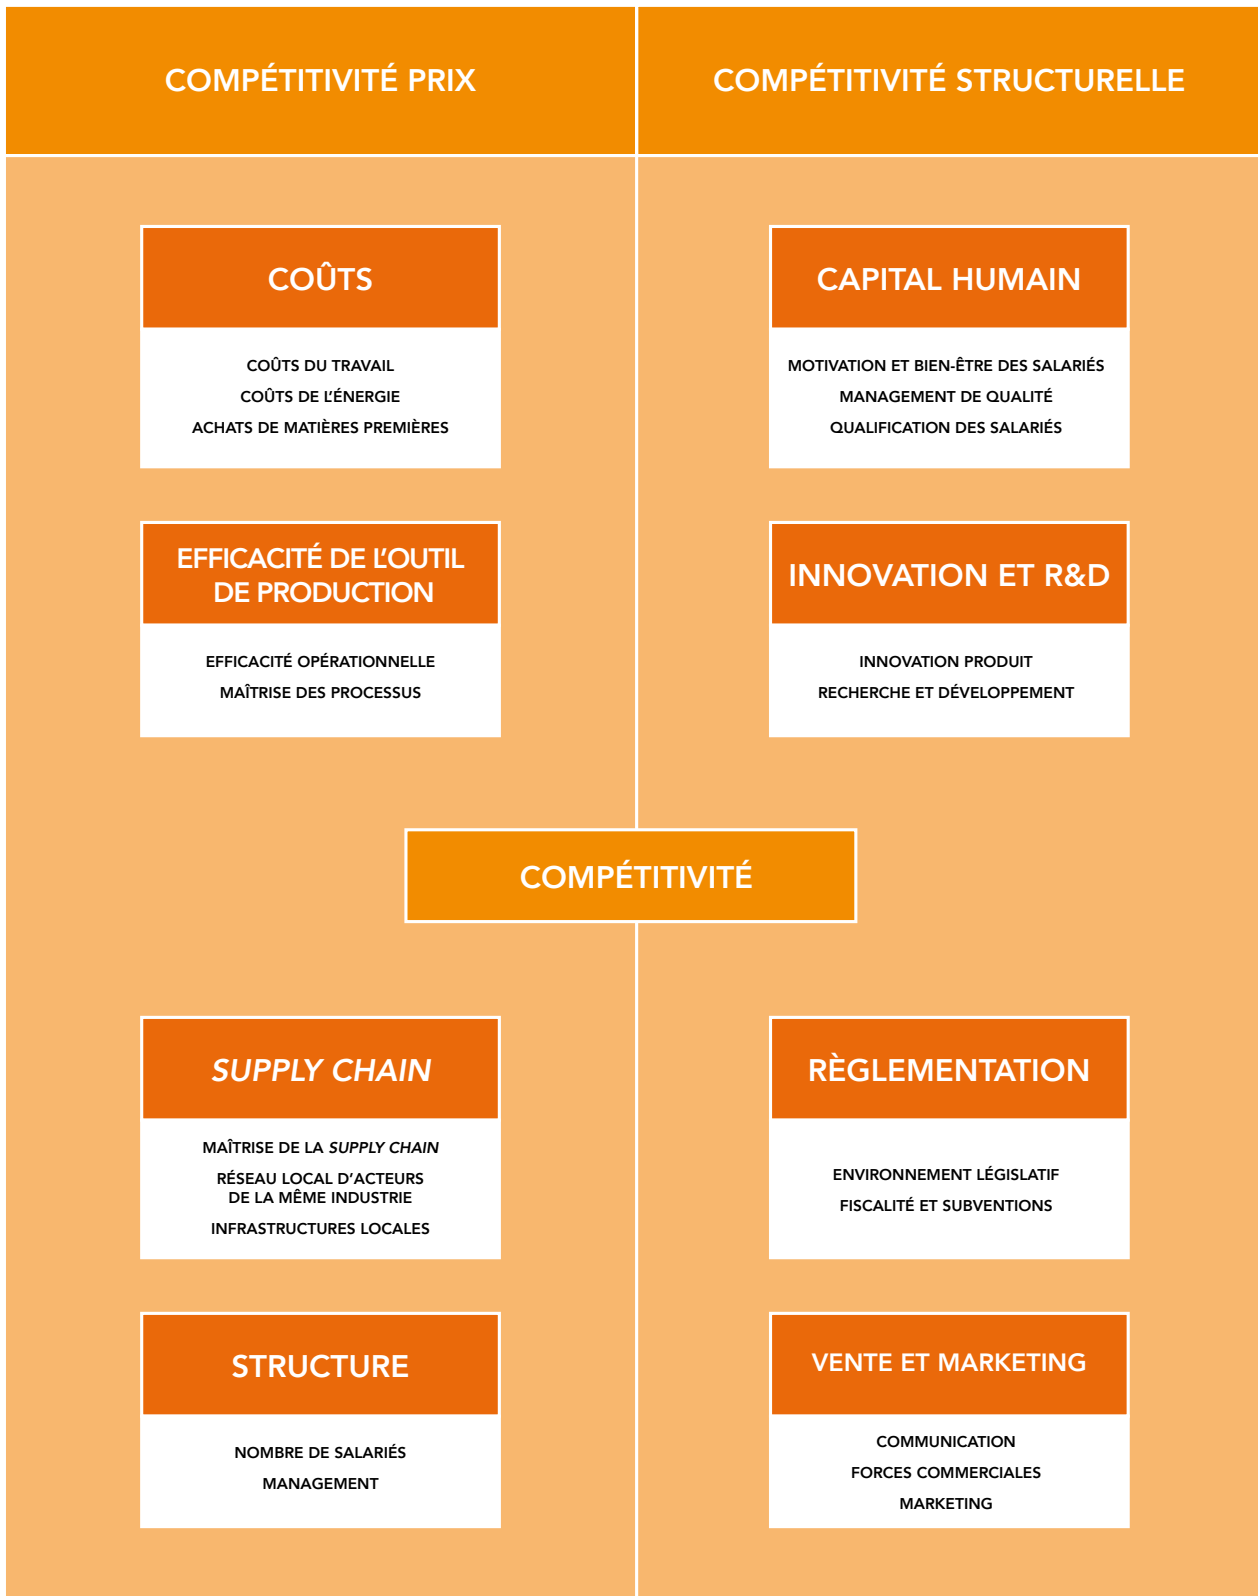 COMPÉTITIVITÉ PRIX
COMPÉTITIVITÉ STRUCTURELLE
COÛTS
COÛTS DU TRAVAIL
COÛTS DE L'ÉNERGIE
ACHATS DE MATIÈRES PREMIÈRES
CAPITAL HUMAIN
MOTIVATION ET BIEN-ÊTRE DES SALARIÉS
MANAGEMENT DE QUALITÉ
QUALIFICATION DES SALARIÉS
EFFICACITÉ DE L'OUTIL
DE PRODUCTION
EFFICACITÉ OPÉRATIONNELLE
MAÎTRISE DES PROCESSUS
INNOVATION ET R&D
INNOVATION PRODUIT
RECHERCHE ET DÉVELOPPEMENT
COMPÉTITIVITÉ
SUPPLY CHAIN
MAÎTRISE DE LA SUPPLY CHAIN
RÉSEAU LOCAL D'ACTEURS
DE LA MÊME INDUSTRIE
INFRASTRUCTURES LOCALES
RÈGLEMENTATION
ENVIRONNEMENT LÉGISLATIF
FISCALITÉ ET SUBVENTIONS
STRUCTURE
NOMBRE DE SALARIÉS
MANAGEMENT
VENTE ET MARKETING
COMMUNICATION
FORCES COMMERCIALES
MARKETING